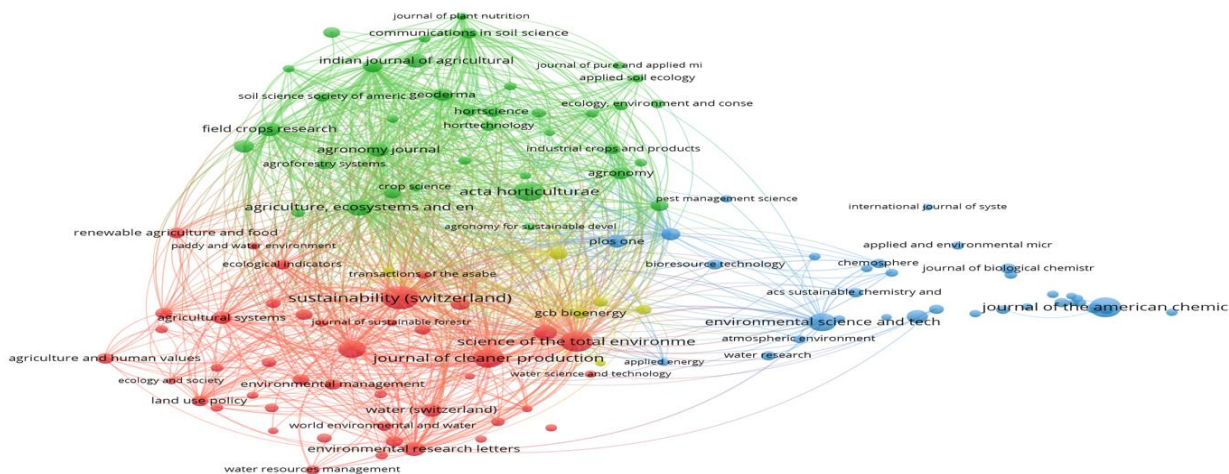 journal of plant nutrition
communications in soil science
indian journal of agricultural
journal of pure and applied mi
applied soil ecology
soil science society of americ
geoderma
ecology, environment and conse
hortscience
field crops research
horttechnology
agronomy journal
industrial crops and products
agroforestry systems
agronomy
crop science
acta horticulturae
pest management science
agriculture, ecosystems and en
international journal of syste
agronomy for sustainable devel
renewable agriculture and food
plos one
paddy and water environment
applied and environmental micr
ecological indicators
bioresource technology
chemosphere
transactions of the asabe
journal of biological chemistr
acs sustainable chemistry and
sustainability (switzerland)
journal of the american chemic
agricultural systems
gcb bioenergy
journal of sustainable forestr
environmental science and tech
science of the total environme
atmospheric environment
agriculture and human values
journal of cleaner production
water research
applied energy
water science and technology
ecology and society
environmental management
land use policy
water (switzerland)
world environmental and water
environmental research letters
water resources management